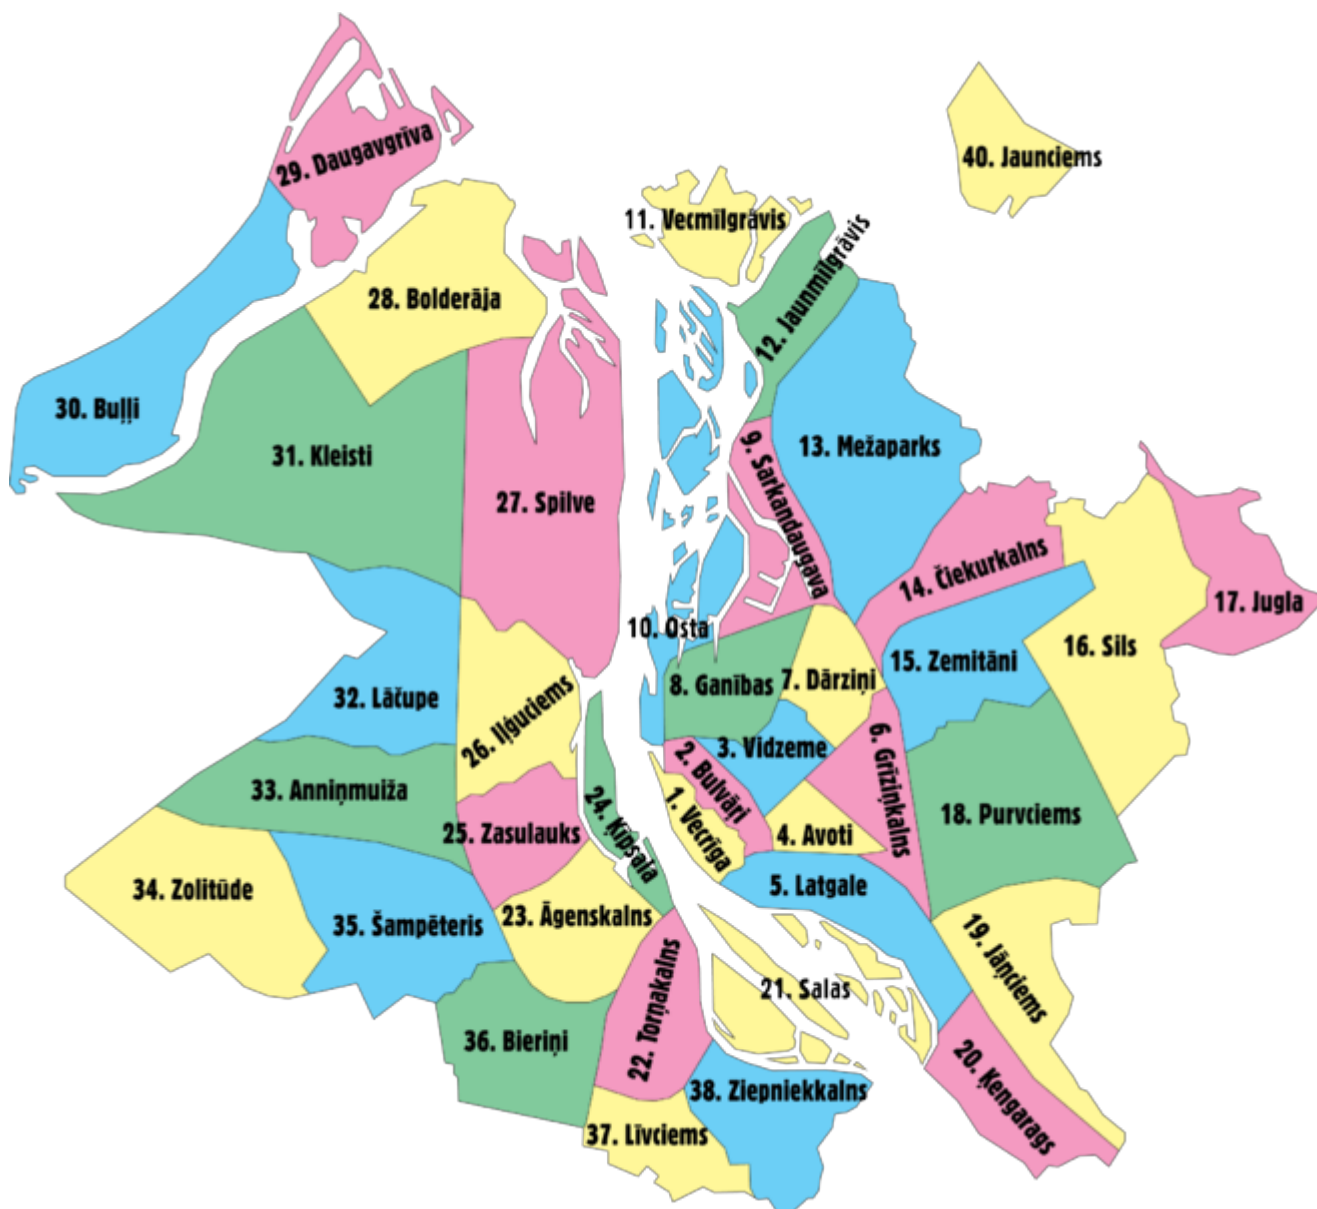 40. Jaunciems
29. Daugavgrīva
11. Vecmīlgrāvis
12. Jaunmīlgrāvis
28. Bolderāja
30. Buļļi
13. Mežaparks
31. Kleisti
9. Sarkandaugava
27. Spilve
14. Čiekurkalns
17. Jugla
10. Osta
16. Sils
15. Zemitāni
8. Ganības
7. Dārziņi
32. Lāčupe
26. Iļģuciems
6. Grīziņkalns
3. Vidzeme
2. Bulvāŗi
33. Anniņmuiža
24. Ķīpsala
1. Vecrīga
18. Purvciems
25. Zasulauks
4. Avoti
34. Zolitūde
5. Latgale
23. Āgenskalns
35. Šampēteris
19. Jāņciems
21. Salas
22. Torņakalns
36. Bieriņi
20. Ķengarags
38. Ziepniekkalns
37. Līvciems